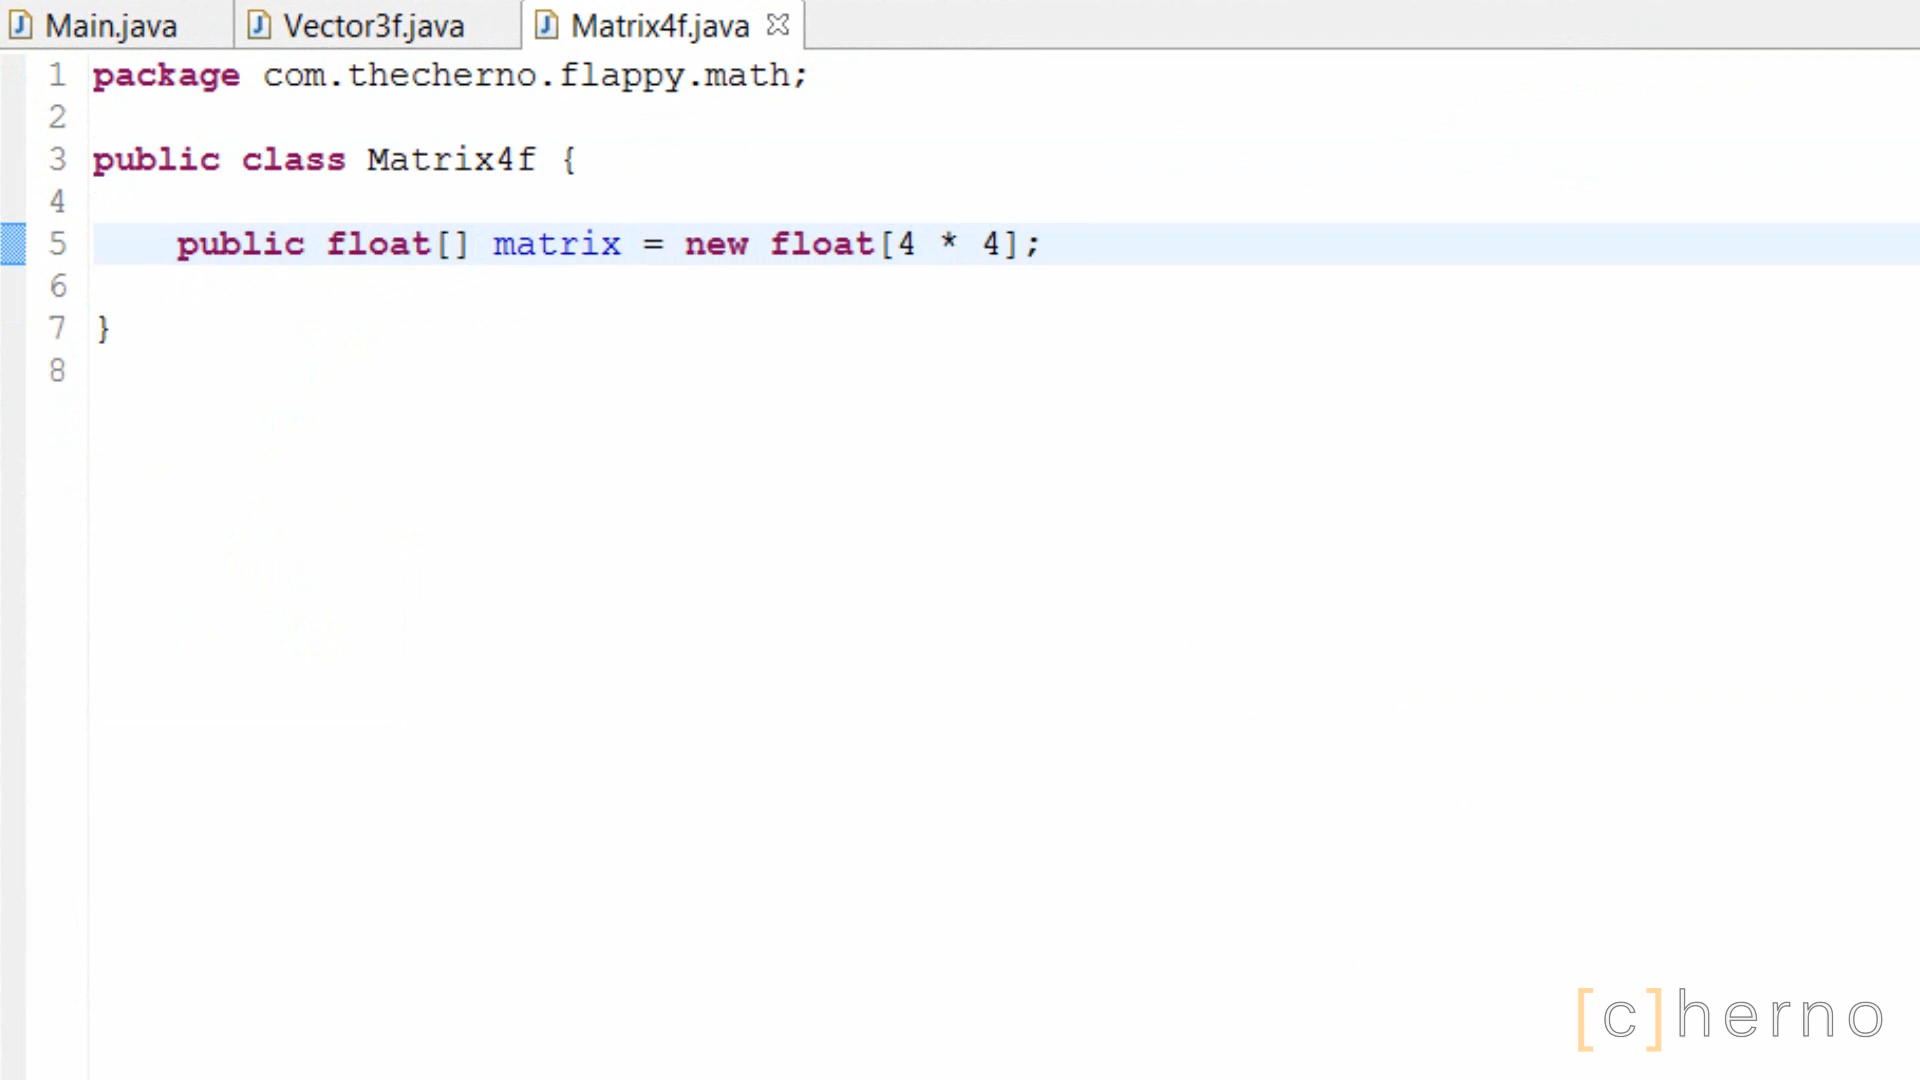 Main.java Vector3f.java Matrix4f.java
1 package com.thecherno.flappy.math;
2
3 public class Matrix4f {
4
5 public float[] matrix = new float[4 * 4];
6
7 }
8
[c]herno